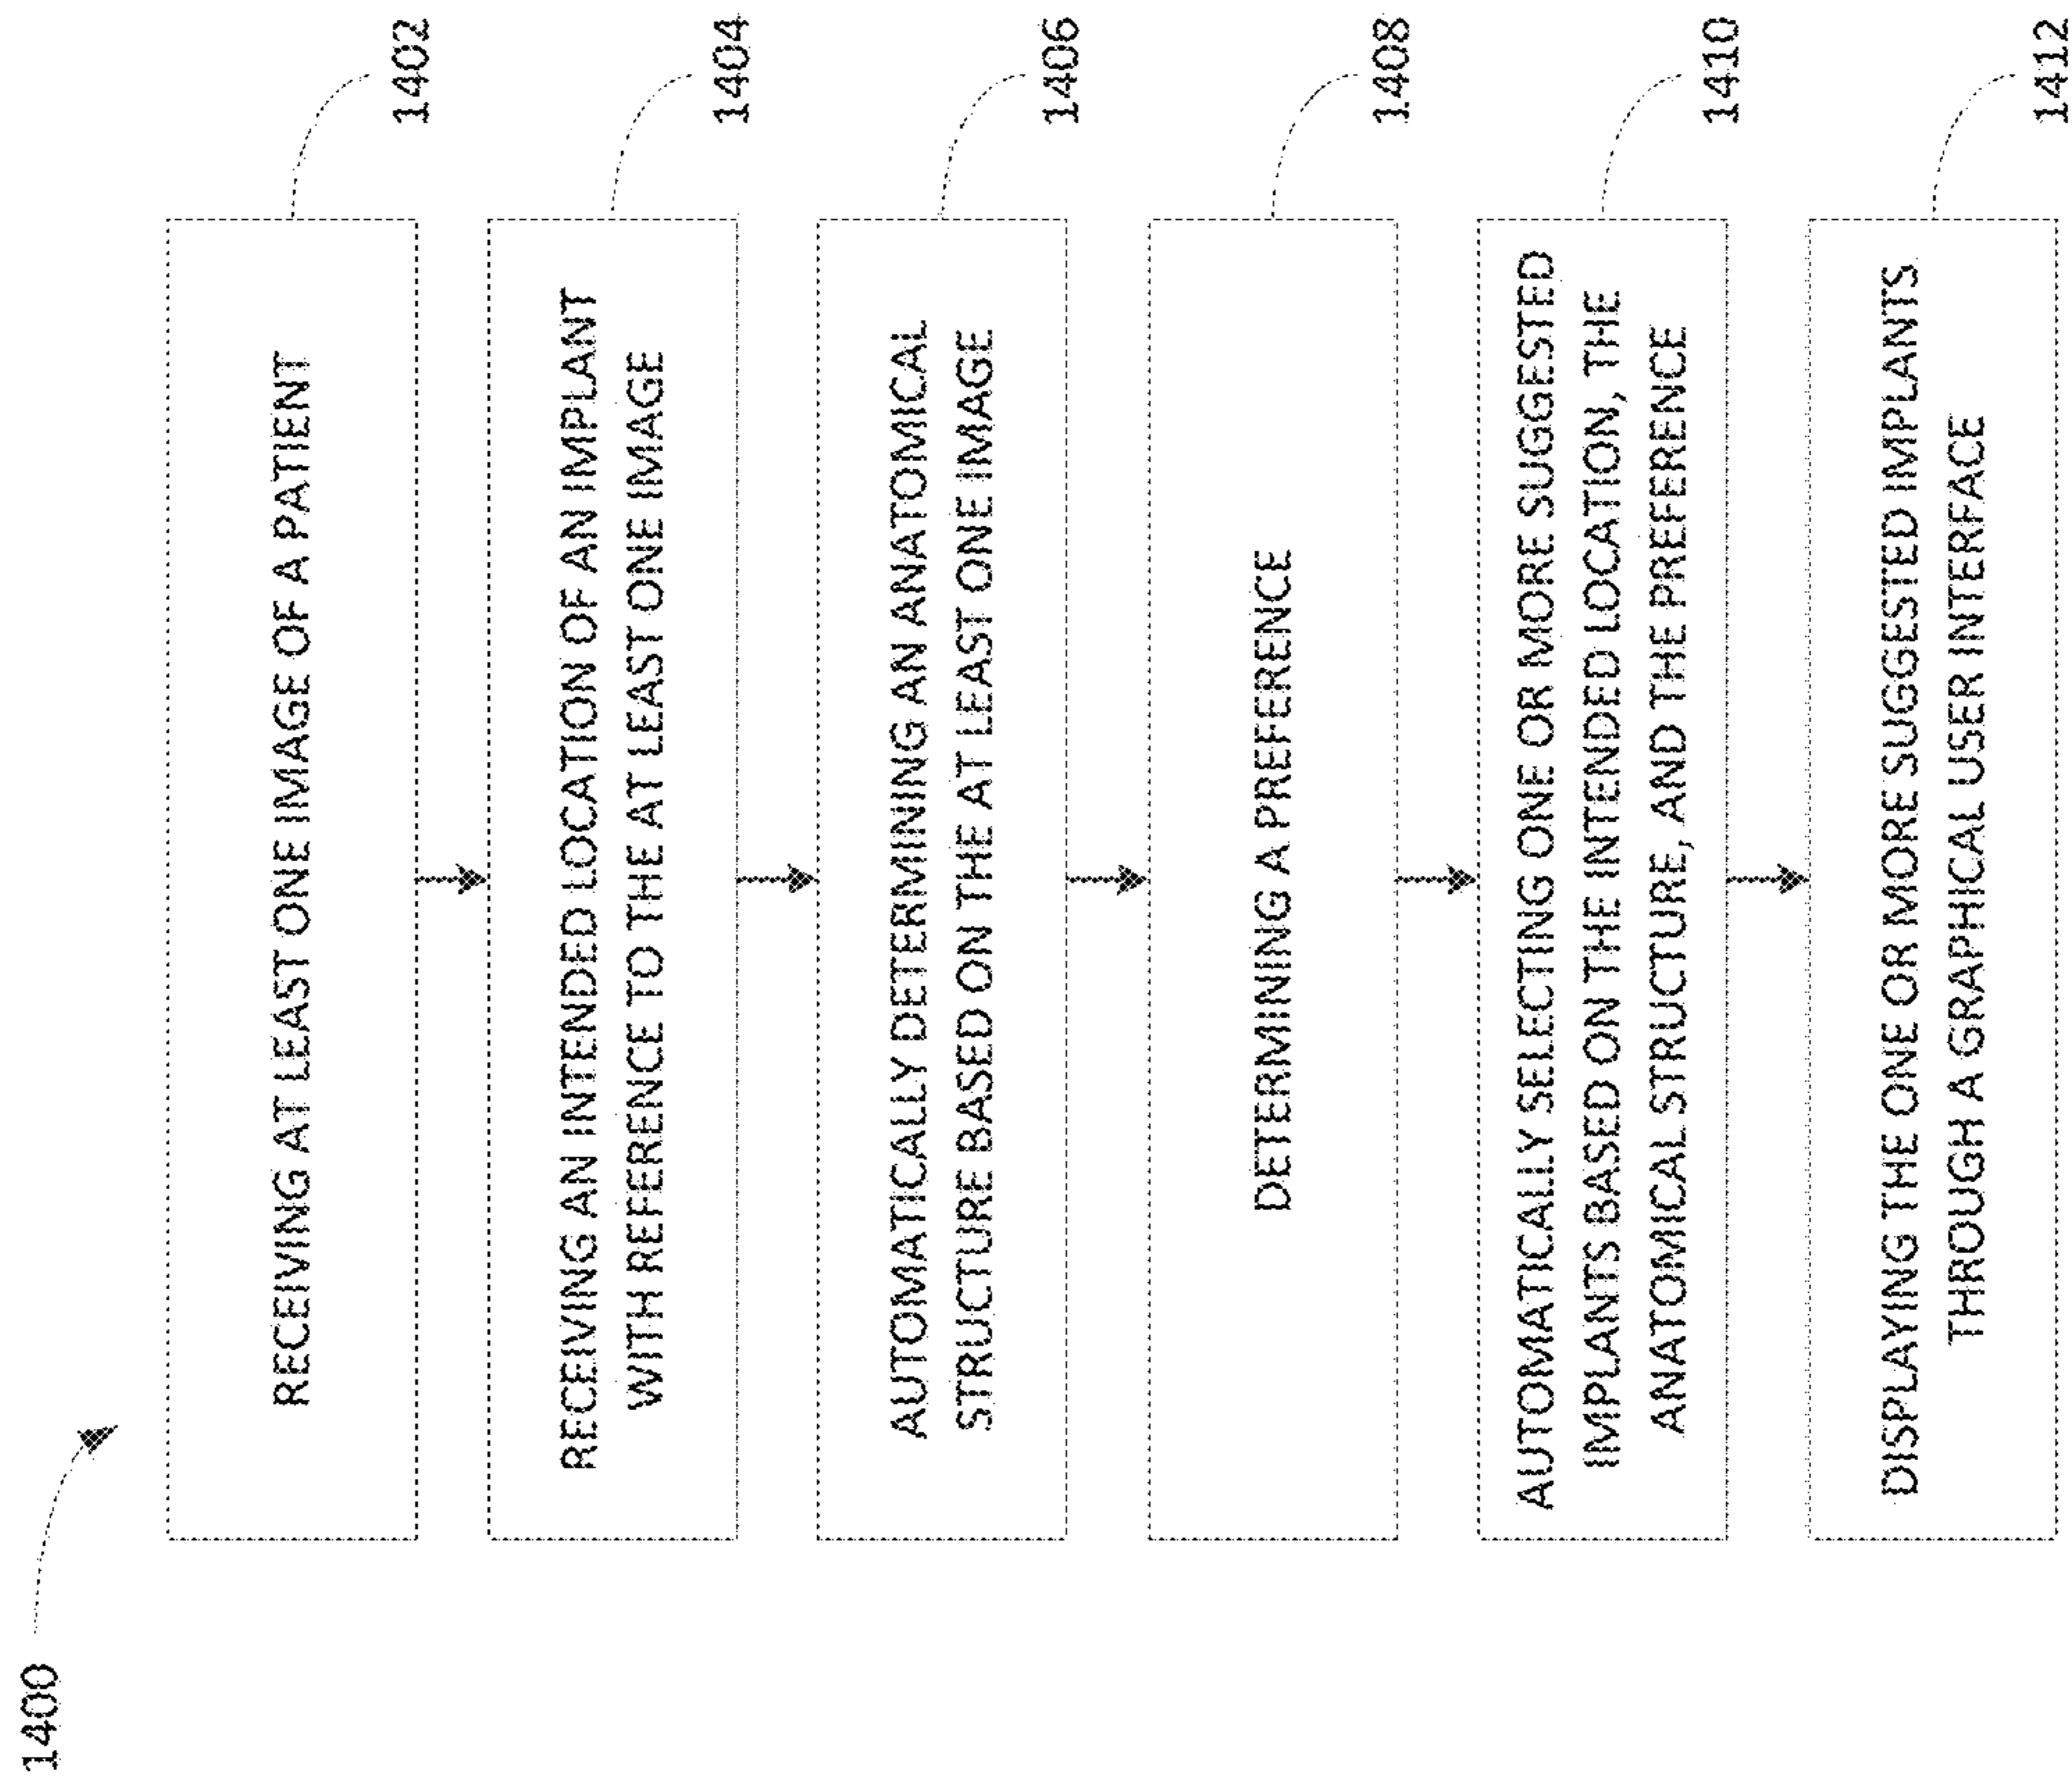 1400
RECEIVING AT LEAST ONE IMAGE OF A PATIENT
1402
RECEIVING AN INTENDED LOCATION OF AN IMPLANT
WITH REFERENCE TO THE AT LEAST ONE IMAGE
1404
AUTOMATICALLY DETERMINING AN ANATOMICAL
STRUCTURE BASED ON THE AT LEAST ONE IMAGE
1406
DETERMINING A PREFERENCE
1408
AUTOMATICALLY SELECTING ONE OR MORE SUGGESTED
IMPLANTS BASED ON THE INTENDED LOCATION, THE
ANATOMICAL STRUCTURE, AND THE PREFERENCE
1410
DISPLAYING THE ONE OR MORE SUGGESTED IMPLANTS
THROUGH A GRAPHICAL USER INTERFACE
1412